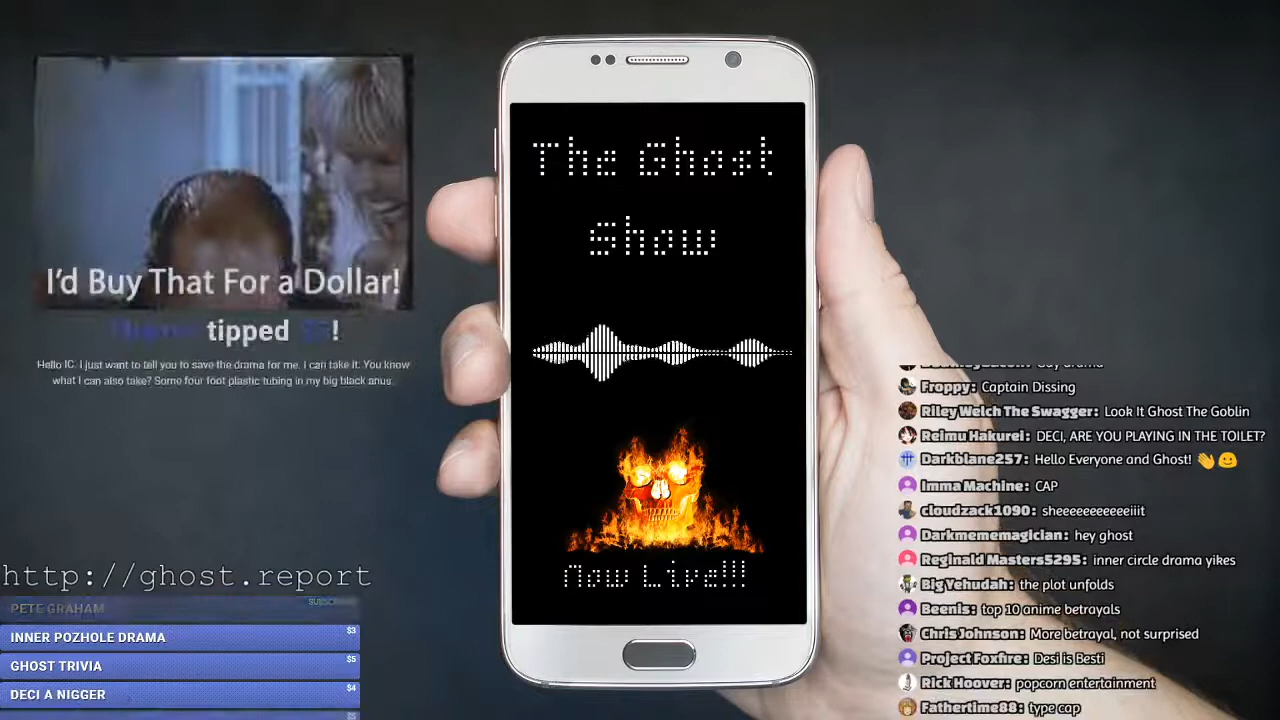 The Ghost
Show
Now Live!!!
I'd Buy That For a Dollar!
tipped !
Hello IC. I just want to tell you to save the drama for me. I can take it. You know
what I can also take? Some four foot plastic tubing in my big black anus.
http://ghost.report
PETE GRAHAM
INNER POZHOLE DRAMA $3
GHOST TRIVIA $5
DECI A NIGGER $4
Froppy: Captain Dissing
Riley Welch The Swagger: Look It Ghost The Goblin
Reimu Hakurei: DECI, ARE YOU PLAYING IN THE TOILET?
Darkblane257: Hello Everyone and Ghost! 👋🙂
Imma Machine: CAP
cloudzack1090: sheeeeeeeeeeiiit
Darkmememagician: hey ghost
Reginald Masters5295: inner circle drama yikes
Big Yehudah: the plot unfolds
Beenis: top 10 anime betrayals
Chris Johnson: More betrayal, not surprised
Project Foxfire: Desi is Besti
Rick Hoover: popcorn entertainment
Fathertime88: type cap